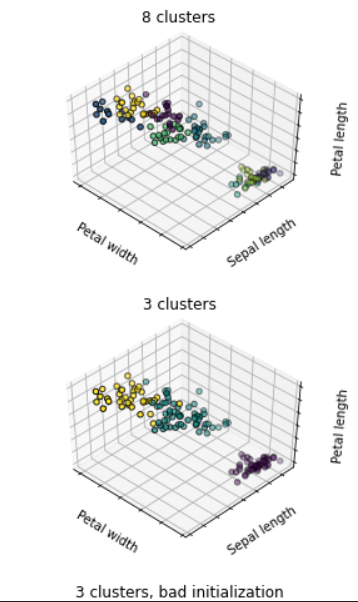 8 clusters
Petal length
Petal width
Sepal length
3 clusters
Petal length
Petal width
Sepal length
3 clusters, bad initialization